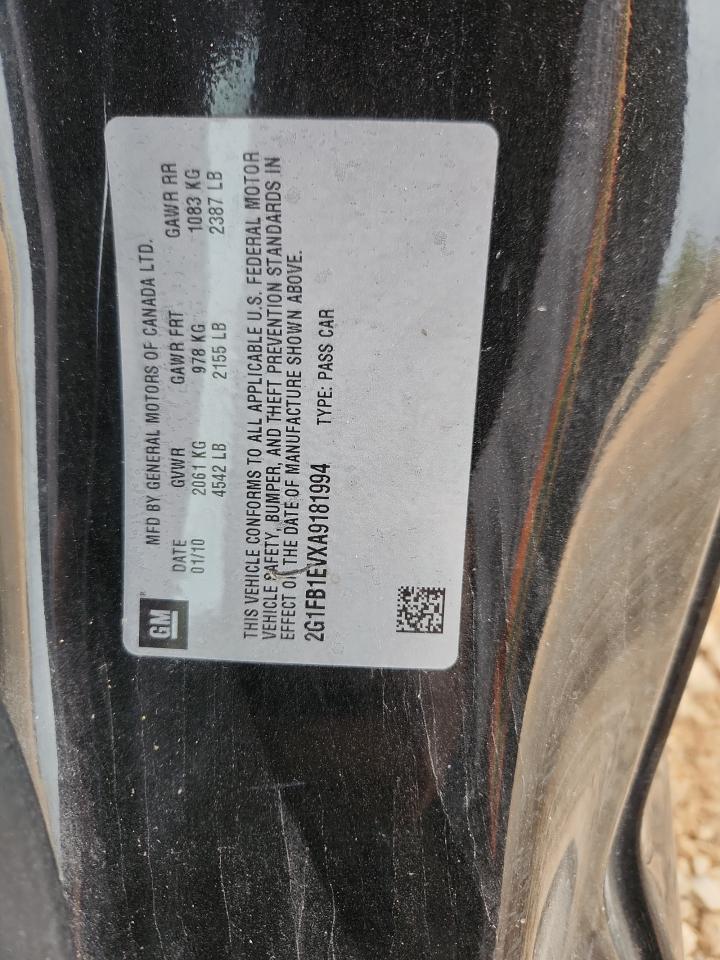 MFD BY GENERAL MOTORS OF CANADA LTD.
DATE GVWR GAWR FRT GAWR RR
01/10 2061 KG 978 KG 1083 KG
4542 LB 2155 LB 2387 LB
GM
THIS VEHICLE CONFORMS TO ALL APPLICABLE U.S. FEDERAL MOTOR
VEHICLE SAFETY, BUMPER, AND THEFT PREVENTION STANDARDS IN
EFFECT ON THE DATE OF MANUFACTURE SHOWN ABOVE.
2G1FB1EVXA9181994 TYPE: PASS CAR